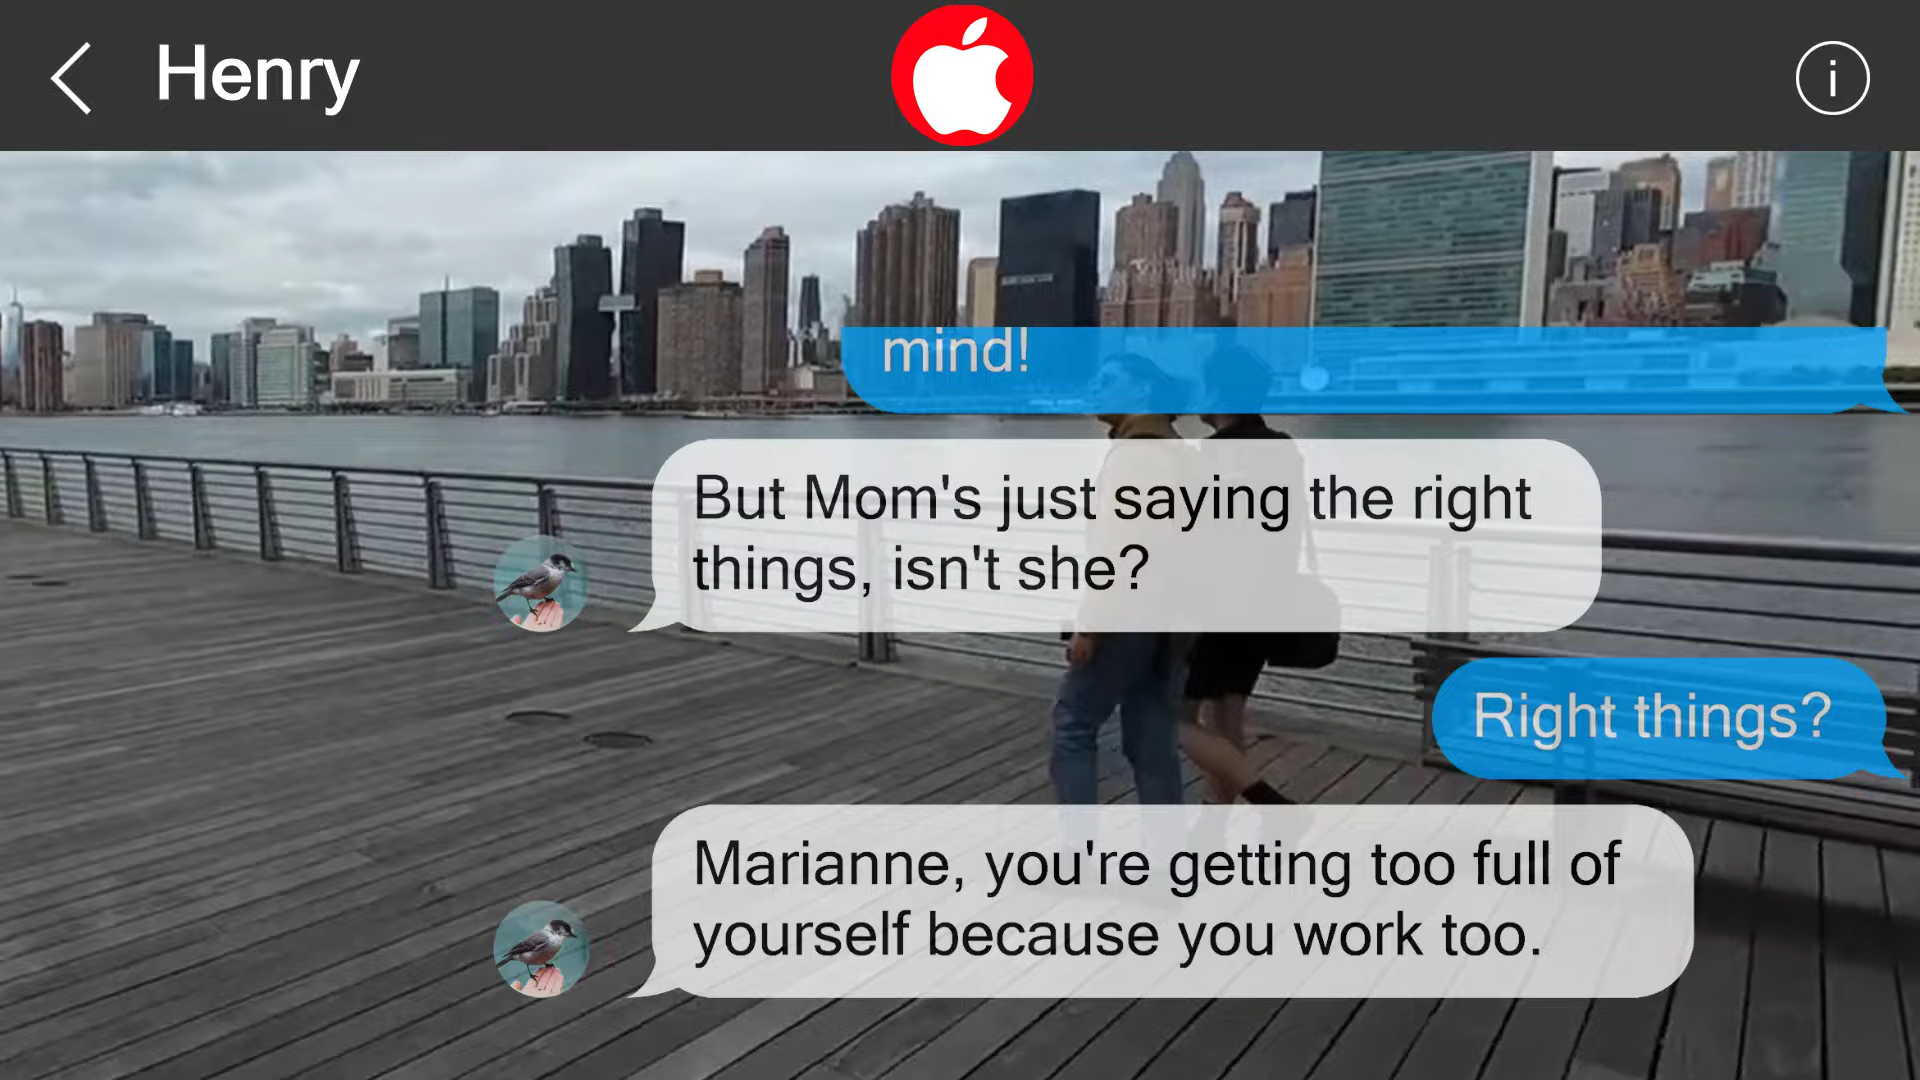 Henry
mind!
But Mom's just saying the right
things, isn't she?
Right things?
Marianne, you're getting too full of
yourself because you work too.